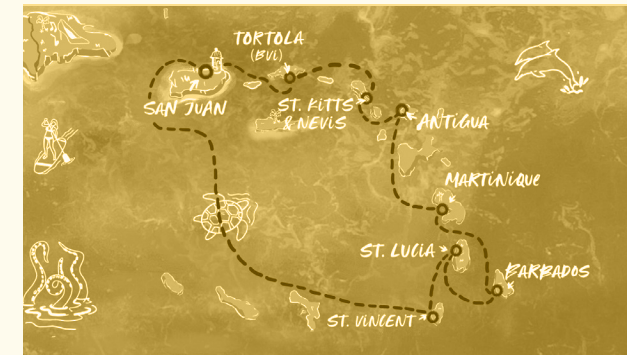 TORTOLA
(BVI)
SAN JUAN
ST. KITTS
& NEVIS
ANTIGUA
MARTINIQUE
ST. LUCIA
BARBADOS
ST. VINCENT